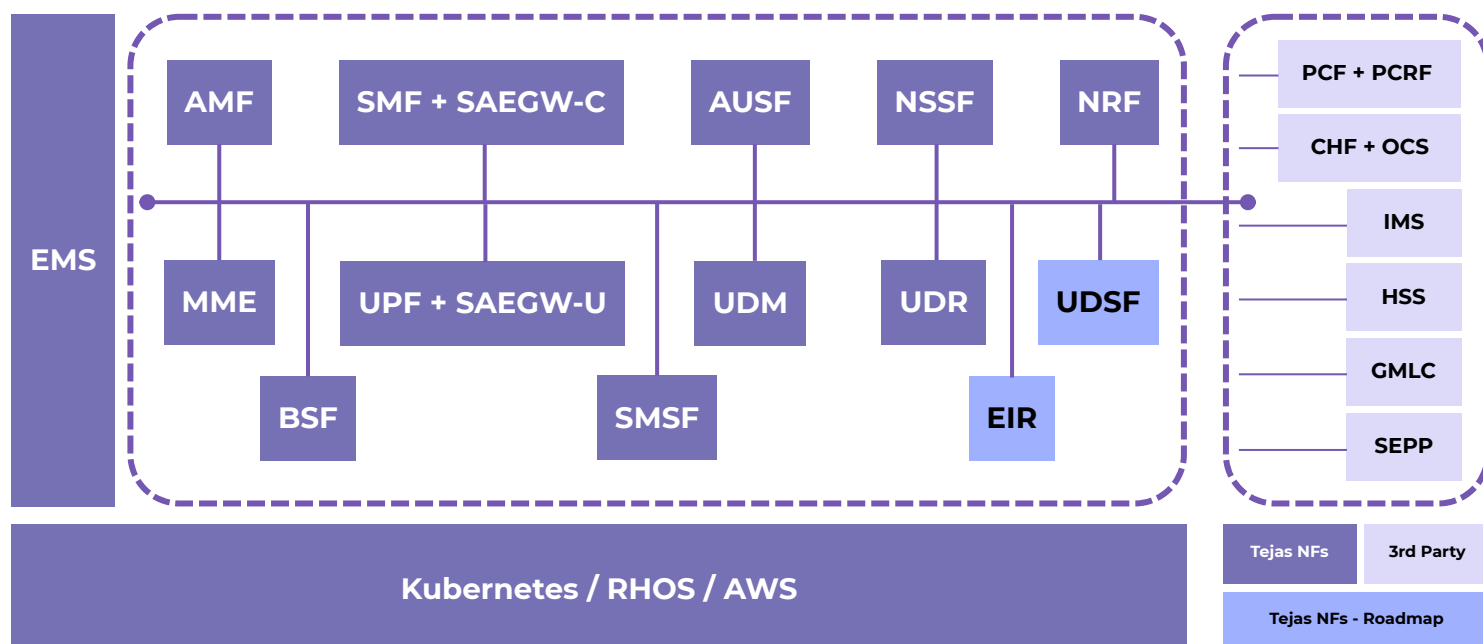 EMS
AMF
SMF + SAEGW-C
AUSF
NSSF
NRF
MME
UPF + SAEGW-U
UDM
UDR
UDSF
BSF
SMSF
EIR
PCF + PCRF
CHF + OCS
IMS
HSS
GMLC
SEPP
Kubernetes / RHOS / AWS
Tejas NFs
3rd Party
Tejas NFs - Roadmap